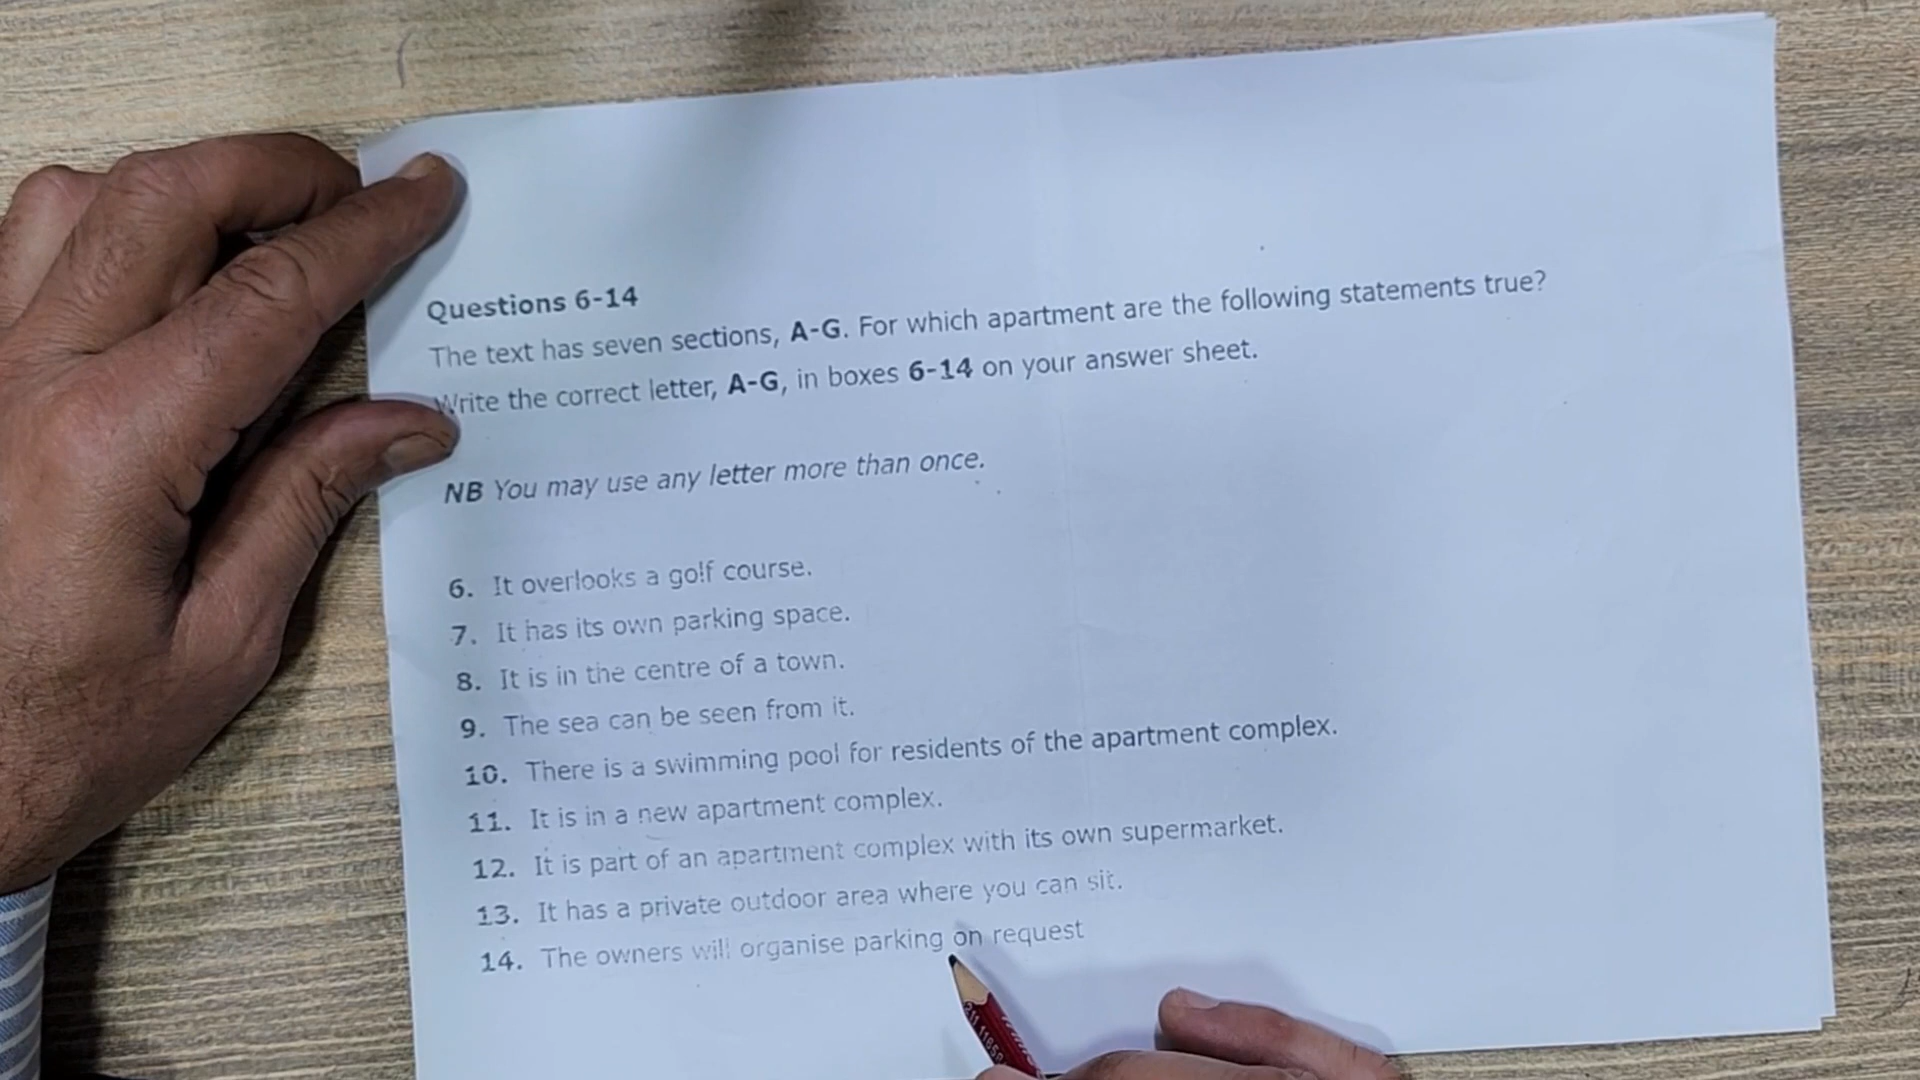 Questions 6-14
The text has seven sections, A-G. For which apartment are the following statements true?
Write the correct letter, A-G, in boxes 6-14 on your answer sheet.
NB You may use any letter more than once.
6. It overlooks a golf course.
7. It has its own parking space.
8. It is in the centre of a town.
9. The sea can be seen from it.
10. There is a swimming pool for residents of the apartment complex.
11. It is in a new apartment complex.
12. It is part of an apartment complex with its own supermarket.
13. It has a private outdoor area where you can sit.
14. The owners will organise parking on request